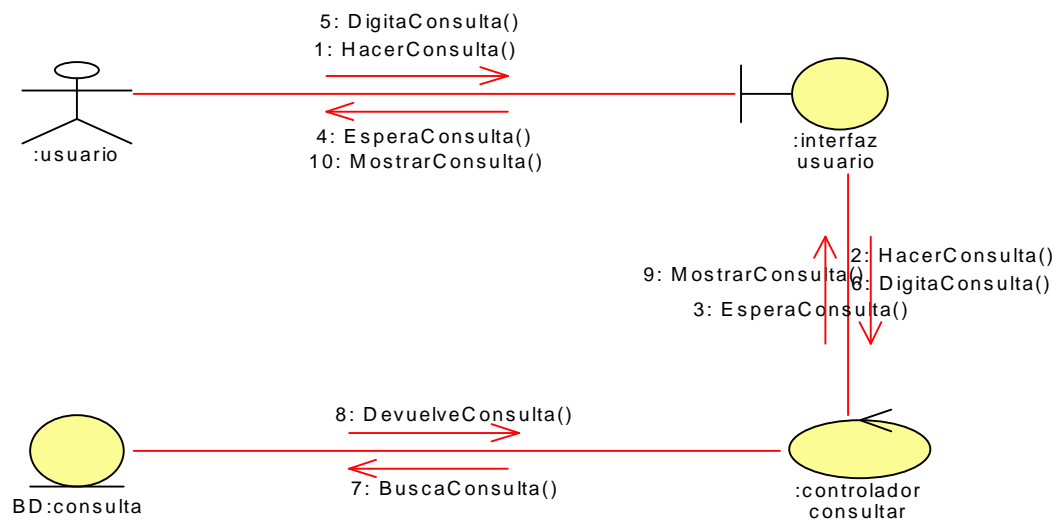 5: DigitaConsulta()
1: HacerConsulta()
4: EsperaConsulta()
10: MostrarConsulta()
:usuario
:interfaz
usuario
2: HacerConsulta()
9: MostrarConsulta()
6: DigitaConsulta()
3: EsperaConsulta()
8: DevuelveConsulta()
7: BuscaConsulta()
BD:consulta
:controlador
consultar